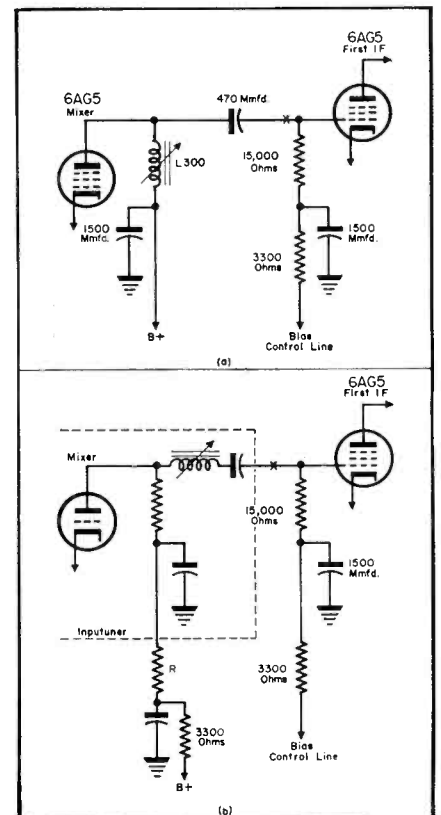 6AG5
First IF
6AG5
Mixer
470 Mmfd.
x
L300
15,000
Ohms
1500
Mmfd.
3300
Ohms
1500
Mmfd.
B+
Bias
Control Line
(a)
6AG5
First IF
Mixer
x
15,000
Ohms
1500
Mmfd.
Inputuner
R
3300
Ohms
3300
Ohms
B+
Bias
Control Line
(b)